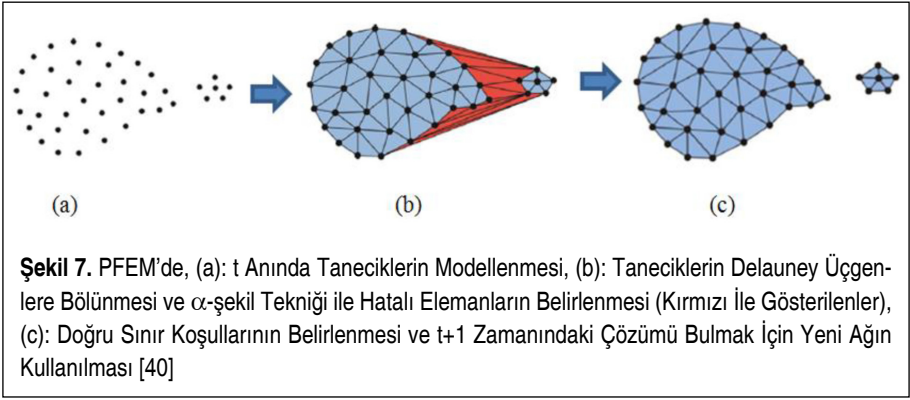 (a) (b) (c)
Şekil 7. PFEM'de, (a): t Anında Taneciklerin Modellenmesi, (b): Taneciklerin Delauney Üçgen-
lere Bölünmesi ve α-şekil Tekniği ile Hatalı Elemanların Belirlenmesi (Kırmızı İle Gösterilenler),
(c): Doğru Sınır Koşullarının Belirlenmesi ve t+1 Zamanındaki Çözümü Bulmak İçin Yeni Ağın
Kullanılması [40]